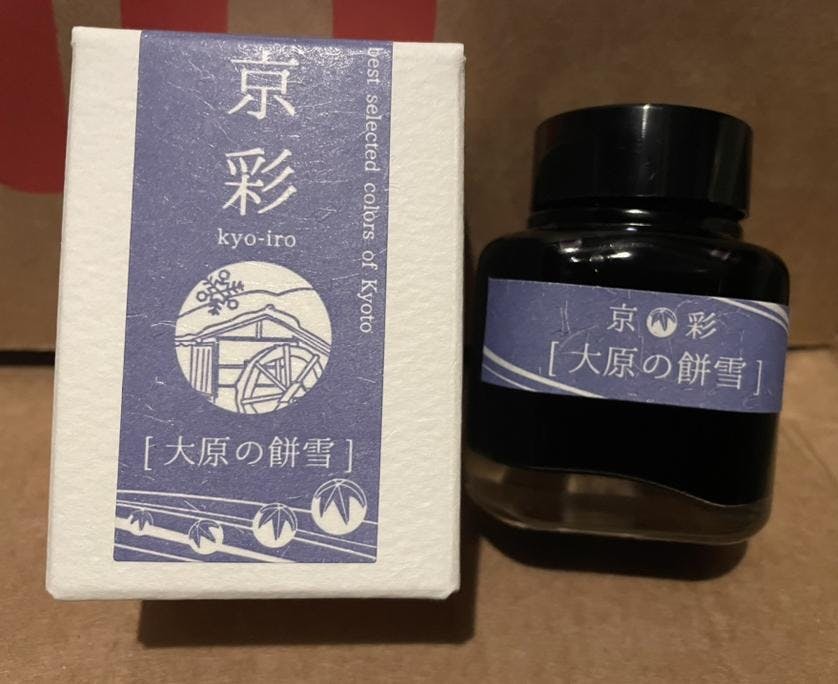 京彩
kyo-iro
best selected colors of Kyoto
[大原の餅雪]
京彩
[大原の餅雪]